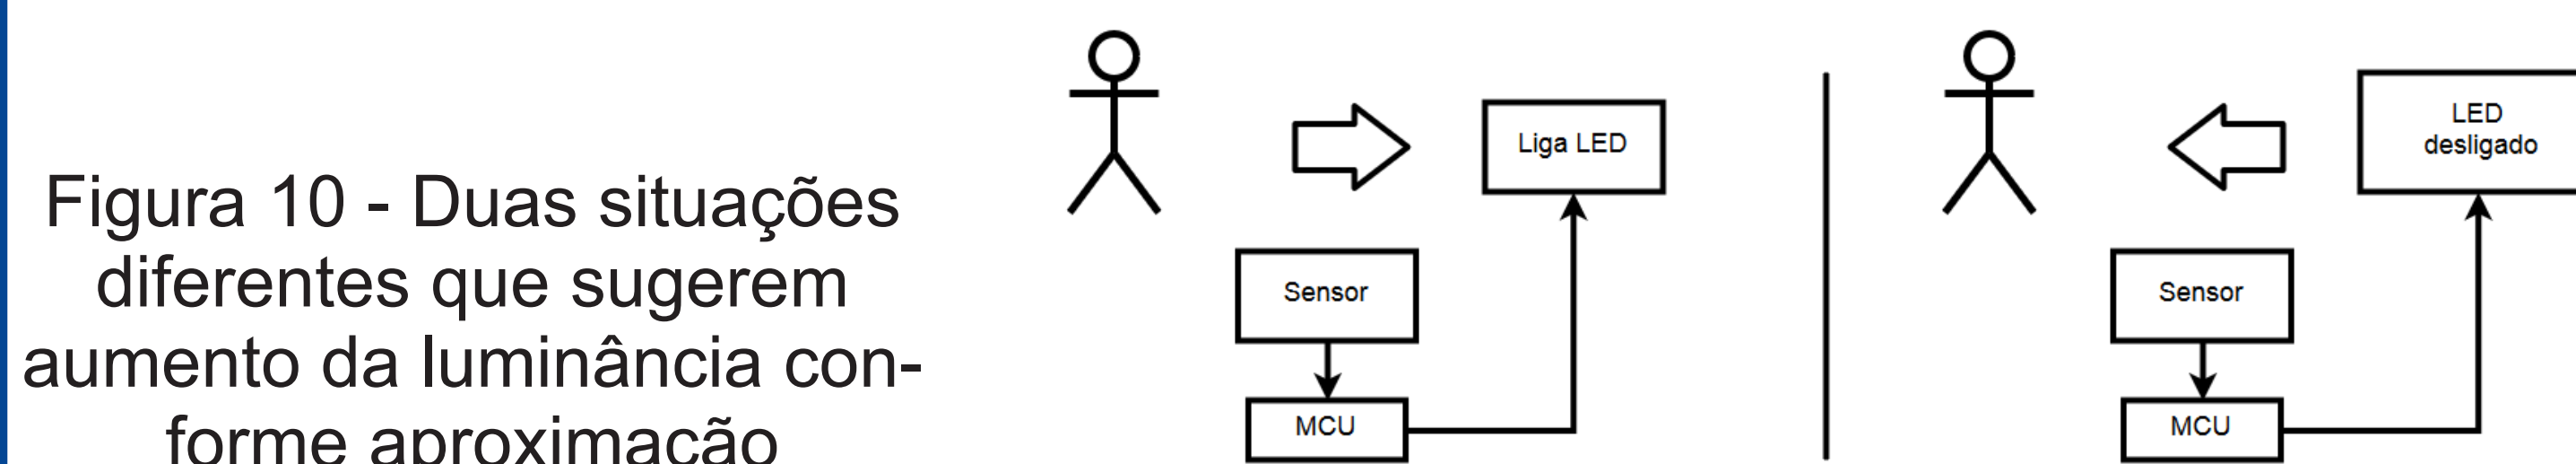 Figura 10 - Duas situações
diferentes que sugerem
aumento da luminância con-
forme aproximação
Liga LED
Sensor
MCU
LED
desligado
Sensor
MCU